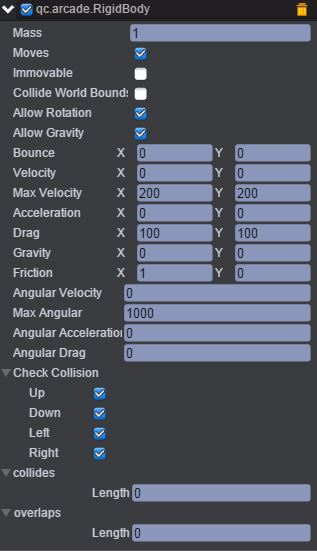 qc.arcade.RigidBody
Mass 1
Moves
Immovable
Collide World Bounds
Allow Rotation
Allow Gravity
Bounce X 0 Y 0
Velocity X 0 Y 0
Max Velocity X 200 Y 200
Acceleration X 0 Y 0
Drag X 100 Y 100
Gravity X 0 Y 0
Friction X 1 Y 0
Angular Velocity 0
Max Angular 1000
Angular Acceleration 0
Angular Drag 0
Check Collision
Up
Down
Left
Right
collides
Length 0
overlaps
Length 0